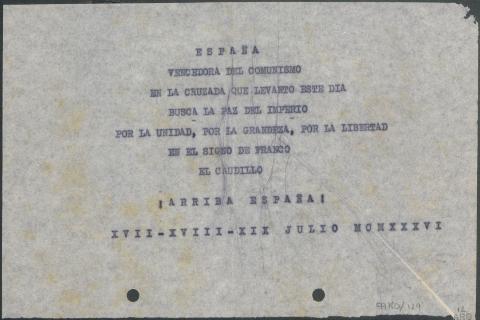 ESPAÑA
VENCEDORA DEL COMUNISMO
EN LA CRUZADA QUE LEVANTO ESTE DIA
BUSCA LA PAZ DEL IMPERIO
POR LA UNIDAD, POR LA GRANDEZA, POR LA LIBERTAD
EN EL SIGNO DE FRANCO
EL CAUDILLO
¡ARRIBA ESPAÑA!
XVII-XVIII-XIX JULIO MCMXXXVI